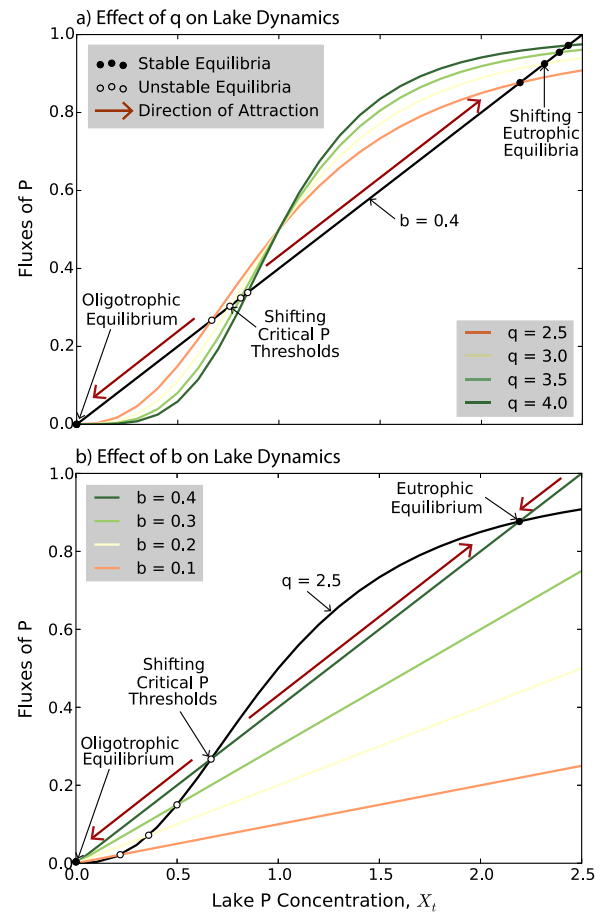 a) Effect of q on Lake Dynamics
1.0
Stable Equilibria
Unstable Equilibria
Direction of Attraction
0.8
Shifting
Eutrophic
Equilibria
0.6
Fluxes of P
b = 0.4
0.4
Oligotrophic
Equilibrium
Shifting
Critical P
Thresholds
0.2
q = 2.5
q = 3.0
q = 3.5
q = 4.0
0.0
b) Effect of b on Lake Dynamics
1.0
b = 0.4
b = 0.3
b = 0.2
b = 0.1
Eutrophic
Equilibrium
0.8
q = 2.5
0.6
Fluxes of P
Shifting
Critical P
Thresholds
0.4
Oligotrophic
Equilibrium
0.2
0.0
0.0 0.5 1.0 1.5 2.0 2.5
Lake P Concentration, X_t